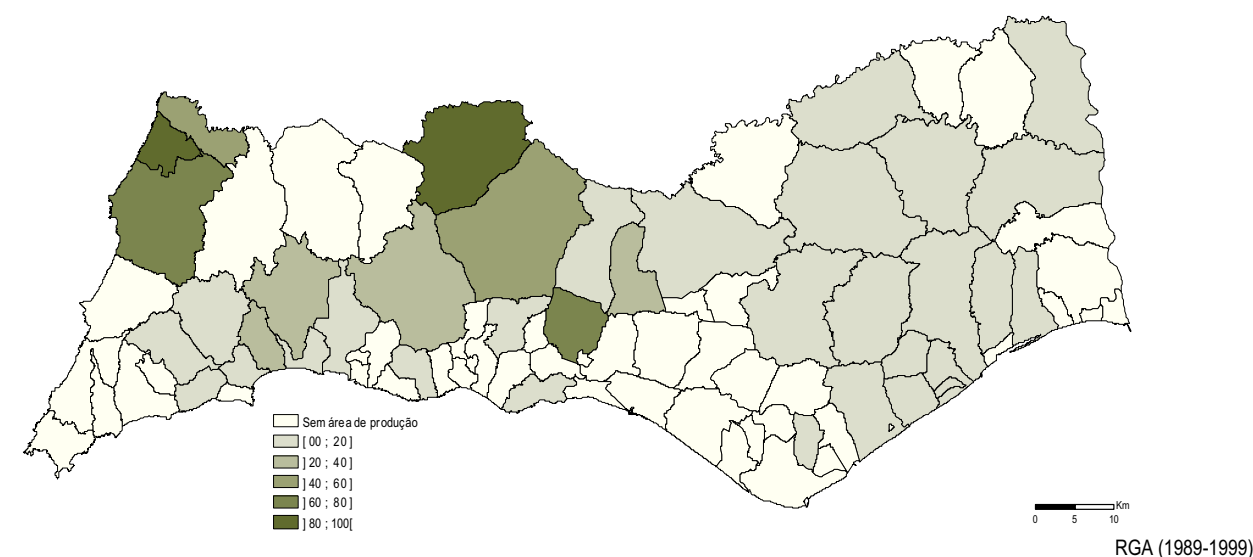 Sem área de produção
[ 00 ; 20 ]
] 20 ; 40 ]
] 40 ; 60 ]
] 60 ; 80 ]
] 80 ; 100[
Km
0 5 10
RGA (1989-1999)